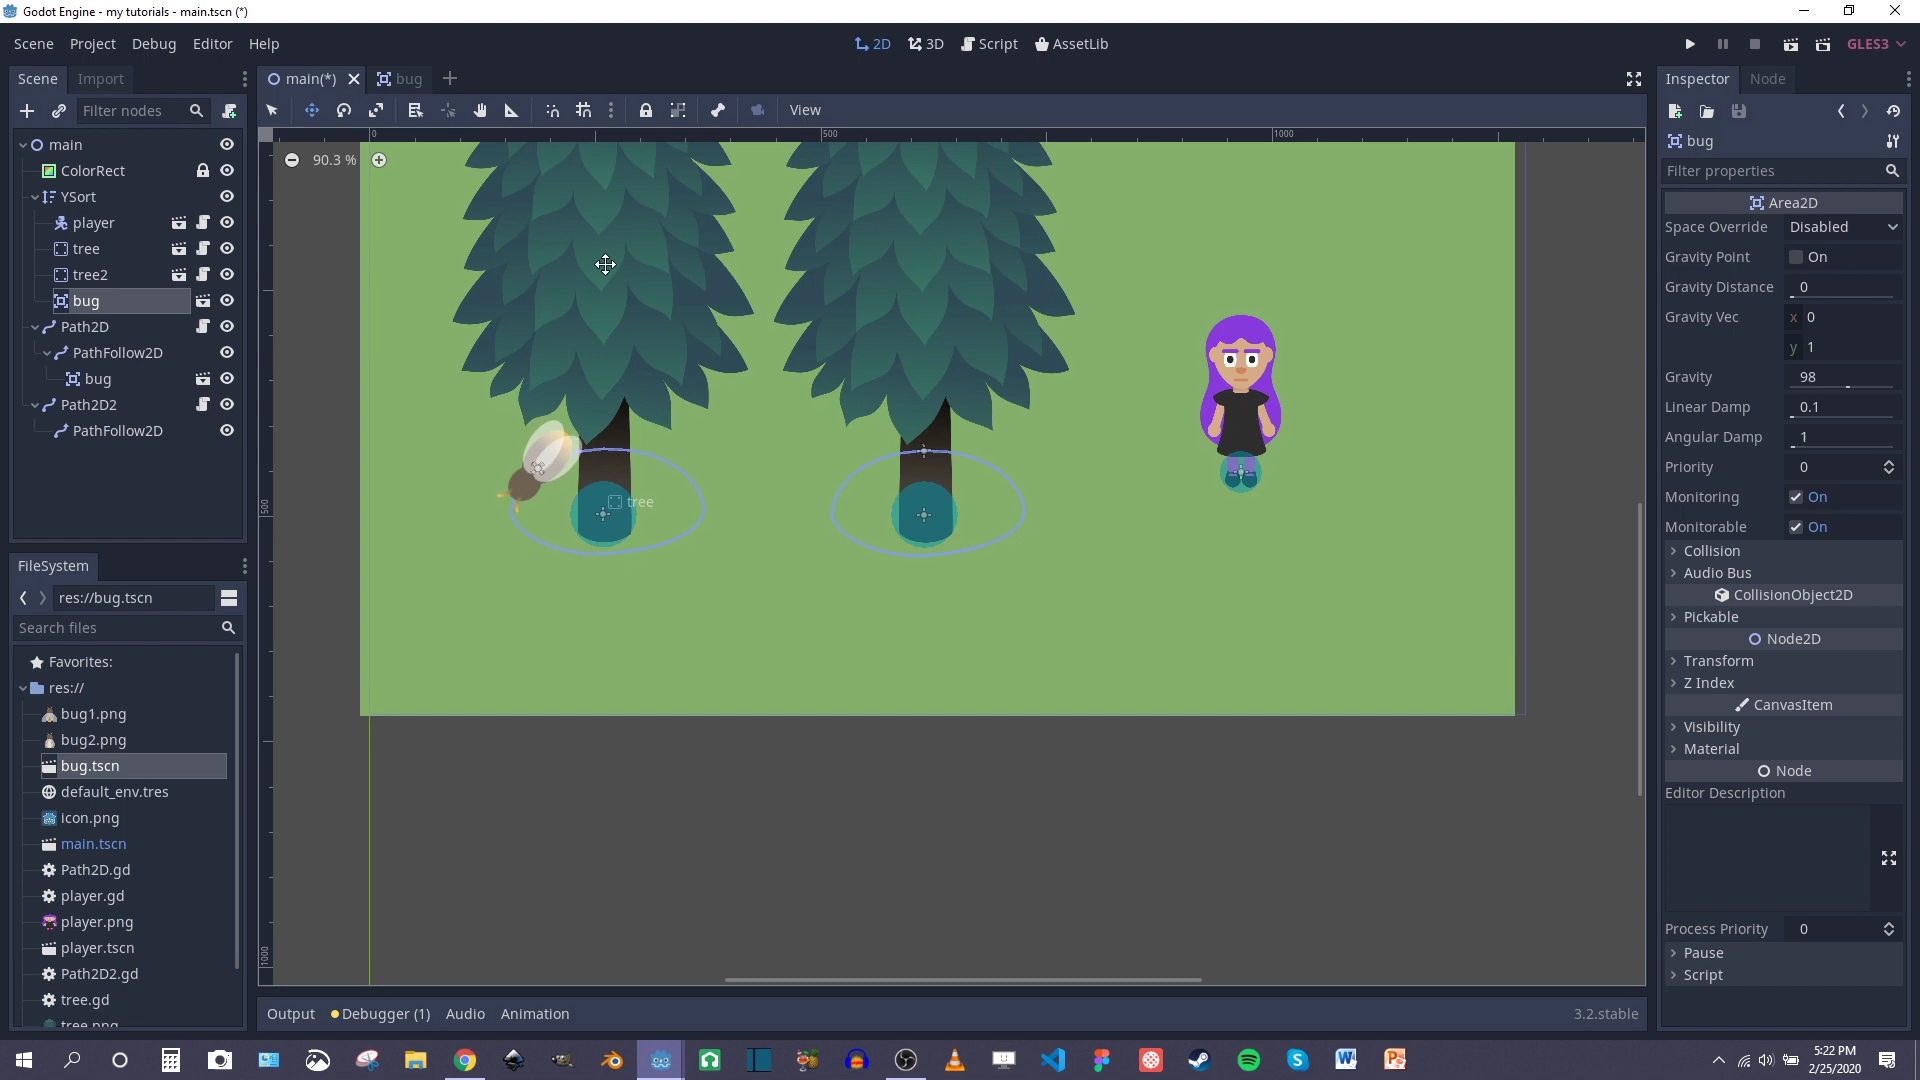 Godot Engine - my tutorials - main.tscn (*)
Scene Project Debug Editor Help
2D 3D Script AssetLib
GLES3
Scene Import
main(*) bug
Inspector Node
Filter nodes
View
main
ColorRect
YSort
player
tree
tree2
bug
Path2D
PathFollow2D
bug
Path2D2
PathFollow2D
0 500 1000
90.3 %
tree
500
1000
FileSystem
res://bug.tscn
Search files
Favorites:
res://
bug1.png
bug2.png
bug.tscn
default_env.tres
icon.png
main.tscn
Path2D.gd
player.gd
player.png
player.tscn
Path2D2.gd
tree.gd
tree.png
Output Debugger (1) Audio Animation
3.2.stable
bug
Filter properties
Area2D
Space Override Disabled
Gravity Point On
Gravity Distance 0
Gravity Vec x 0
y 1
Gravity 98
Linear Damp 0.1
Angular Damp 1
Priority 0
Monitoring On
Monitorable On
Collision
Audio Bus
CollisionObject2D
Pickable
Node2D
Transform
Z Index
CanvasItem
Visibility
Material
Node
Editor Description
Process Priority 0
Pause
Script
5:22 PM
2/25/2020